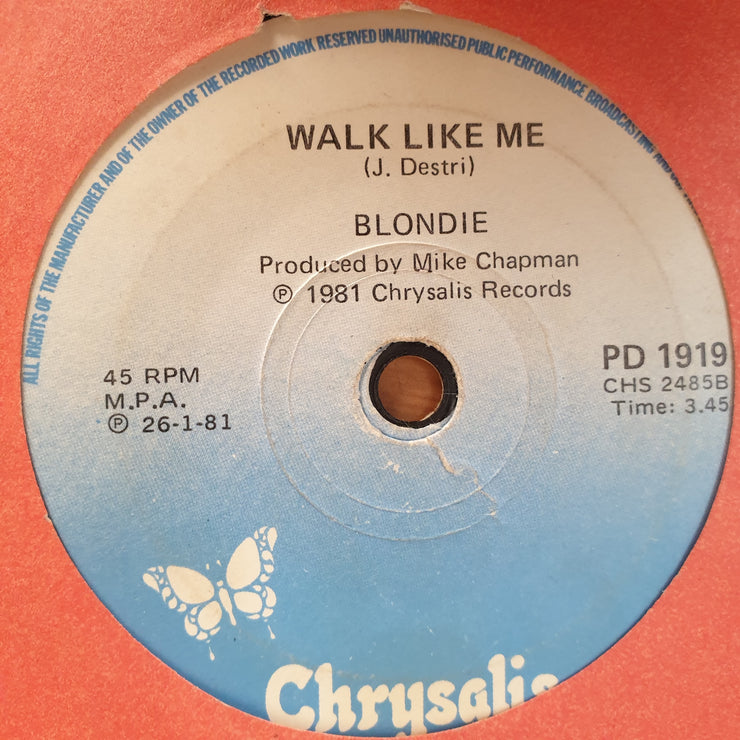 ALL RIGHTS OF THE MANUFACTURER AND OF THE OWNER OF THE RECORDED WORK RESERVED UNAUTHORISED PUBLIC PERFORMANCE BROADCASTING AND
WALK LIKE ME
(J. Destri)
BLONDIE
Produced by Mike Chapman
℗ 1981 Chrysalis Records
45 RPM
M.P.A.
℗ 26-1-81
PD 1919
CHS 2485B
Time: 3.45
Chrysalis